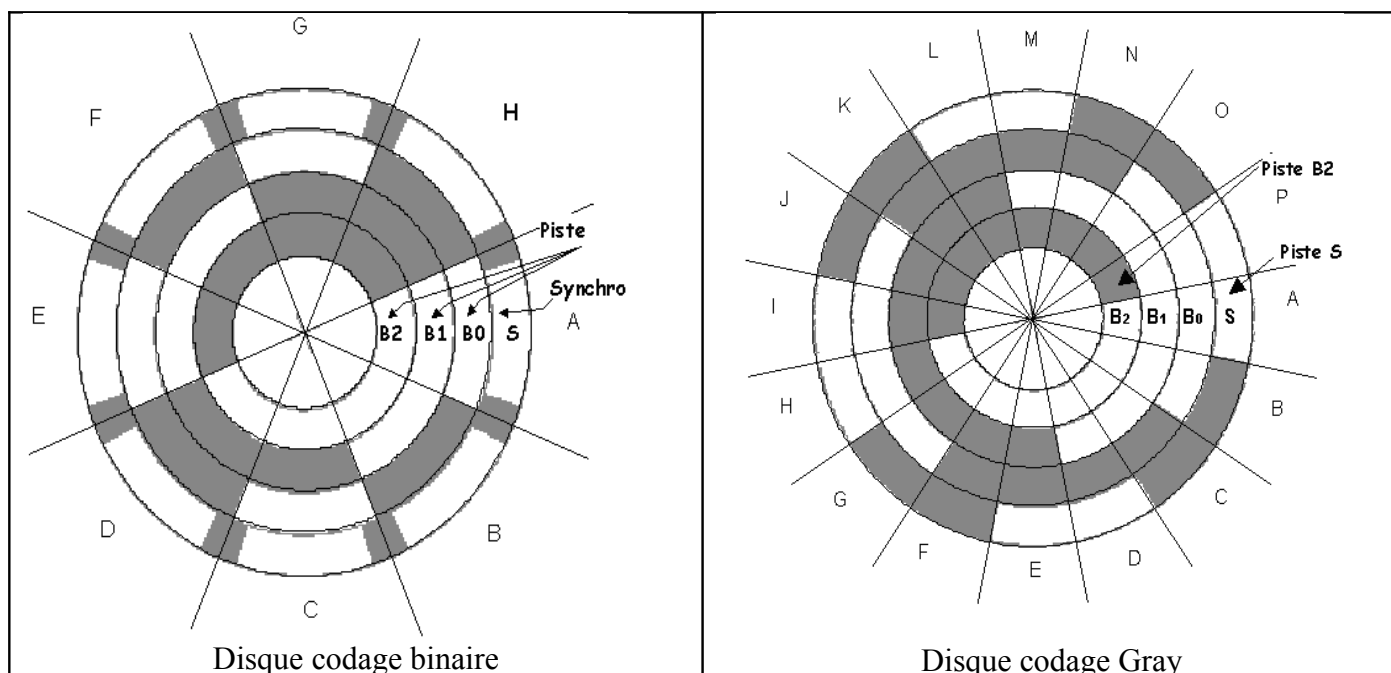 G
F
H
Piste
Synchro
E
B2 B1 B0 S
A
D
B
C
Disque codage binaire
L
M
N
K
O
Piste B2
J
P
Piste S
I
B2 B1 B0 S
A
H
B
G
C
F
D
E
Disque codage Gray